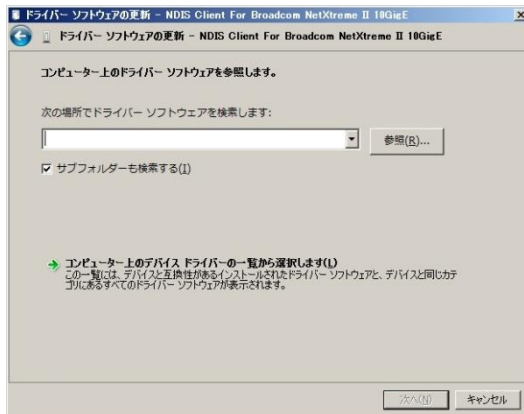 ドライバー ソフトウェアの更新 - NDIS Client For Broadcom NetXtreme II 10GigE
ドライバー ソフトウェアの更新 - NDIS Client For Broadcom NetXtreme II 10GigE
コンピューター上のドライバー ソフトウェアを参照します。
次の場所でドライバー ソフトウェアを検索します:
参照(R)...
サブフォルダーも検索する(I)
コンピューター上のデバイス ドライバーの一覧から選択します(L)
この一覧には、デバイスと互換性があるインストールされたドライバー ソフトウェアと、デバイスと同じカテ
ゴリにあるすべてのドライバー ソフトウェアが表示されます。
次へ(N)
キャンセル